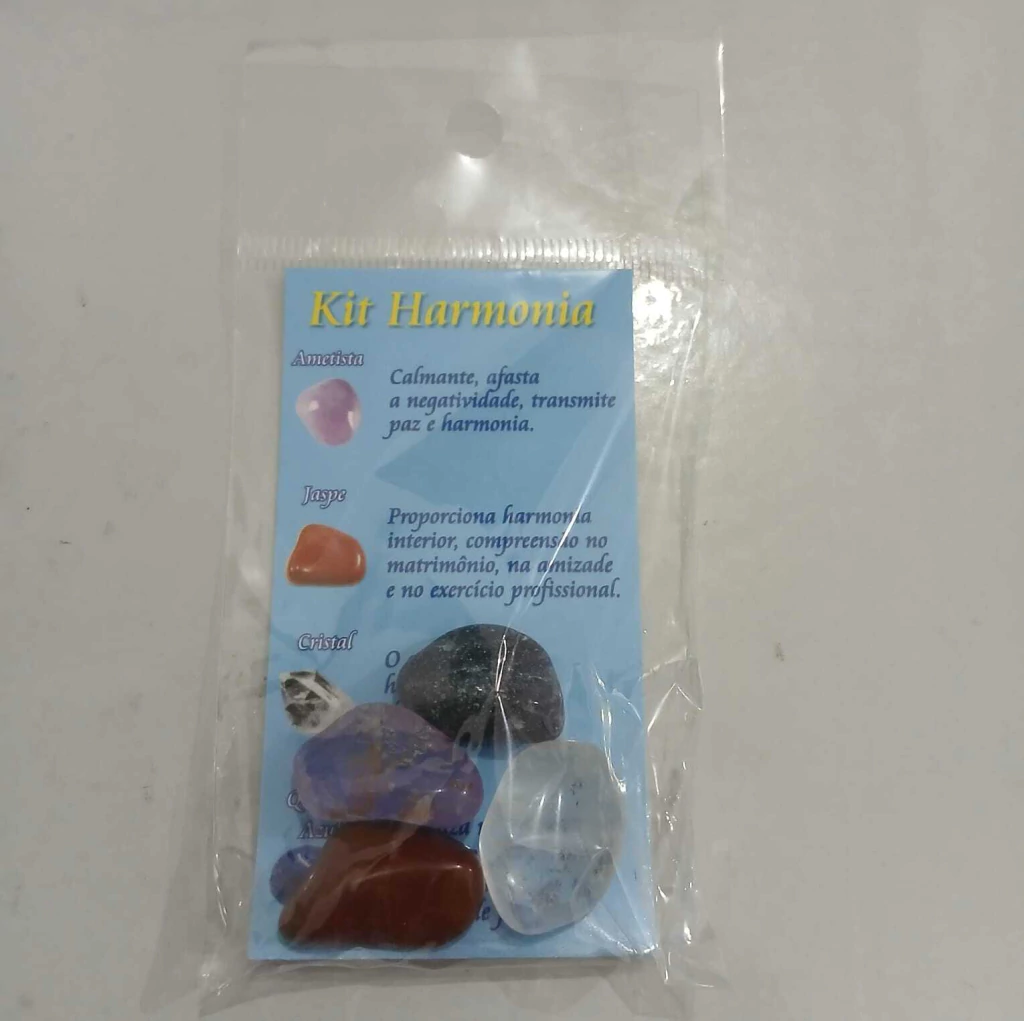 Kit Harmonia
Ametista
Calmante, afasta
a negatividade, transmite
paz e harmonia.
Jaspe
Proporciona harmonia
interior, compreensão no
matrimônio, na amizade
e no exercício profissional.
Cristal
O